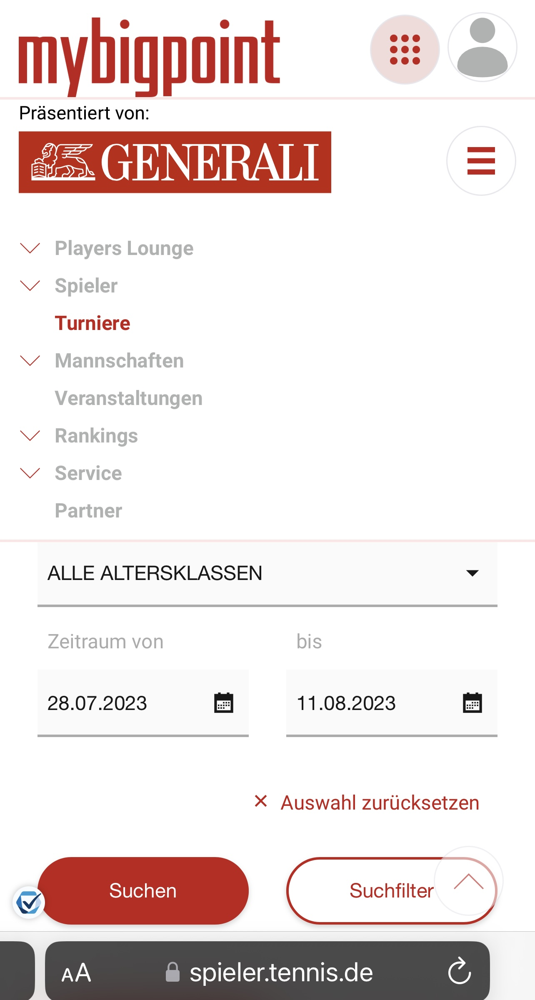 mybigpoint
Präsentiert von:
GENERALI
Players Lounge
Spieler
Turniere
Mannschaften
Veranstaltungen
Rankings
Service
Partner
ALLE ALTERSKLASSEN
Zeitraum von
bis
28.07.2023
11.08.2023
× Auswahl zurücksetzen
Suchen
Suchfilter
AA spieler.tennis.de